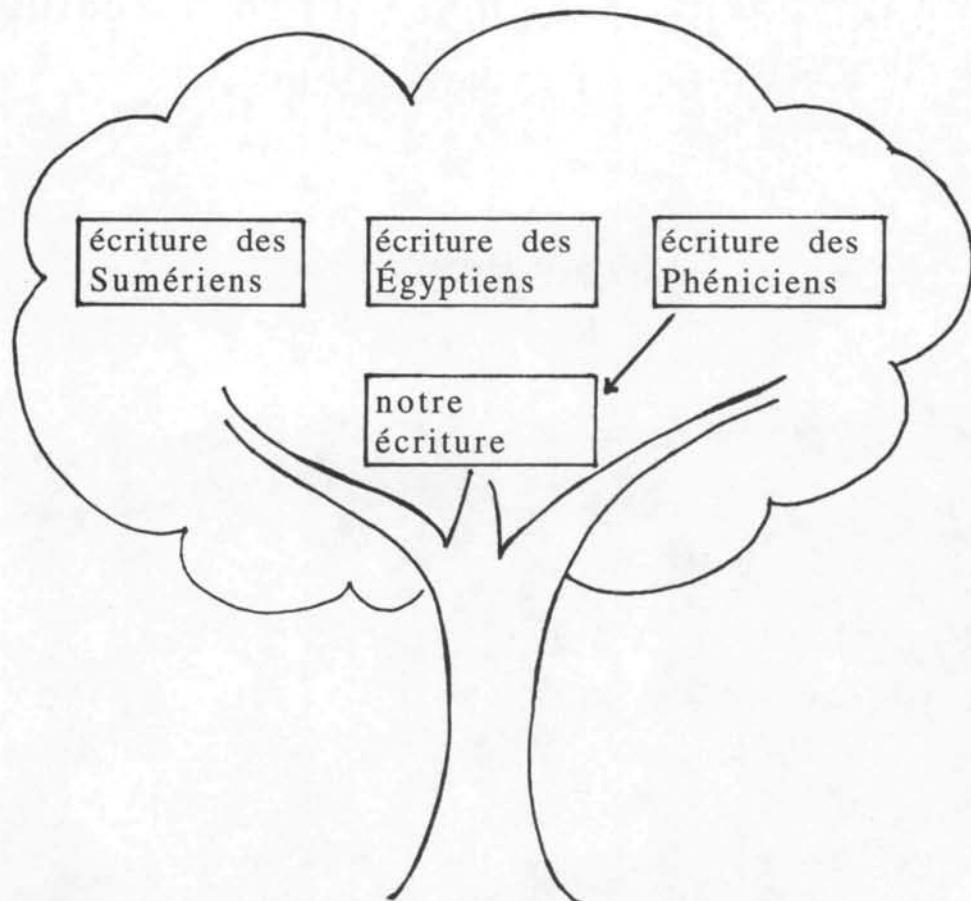 écriture des
Sumériens
écriture des
Égyptiens
écriture des
Phéniciens
notre
écriture